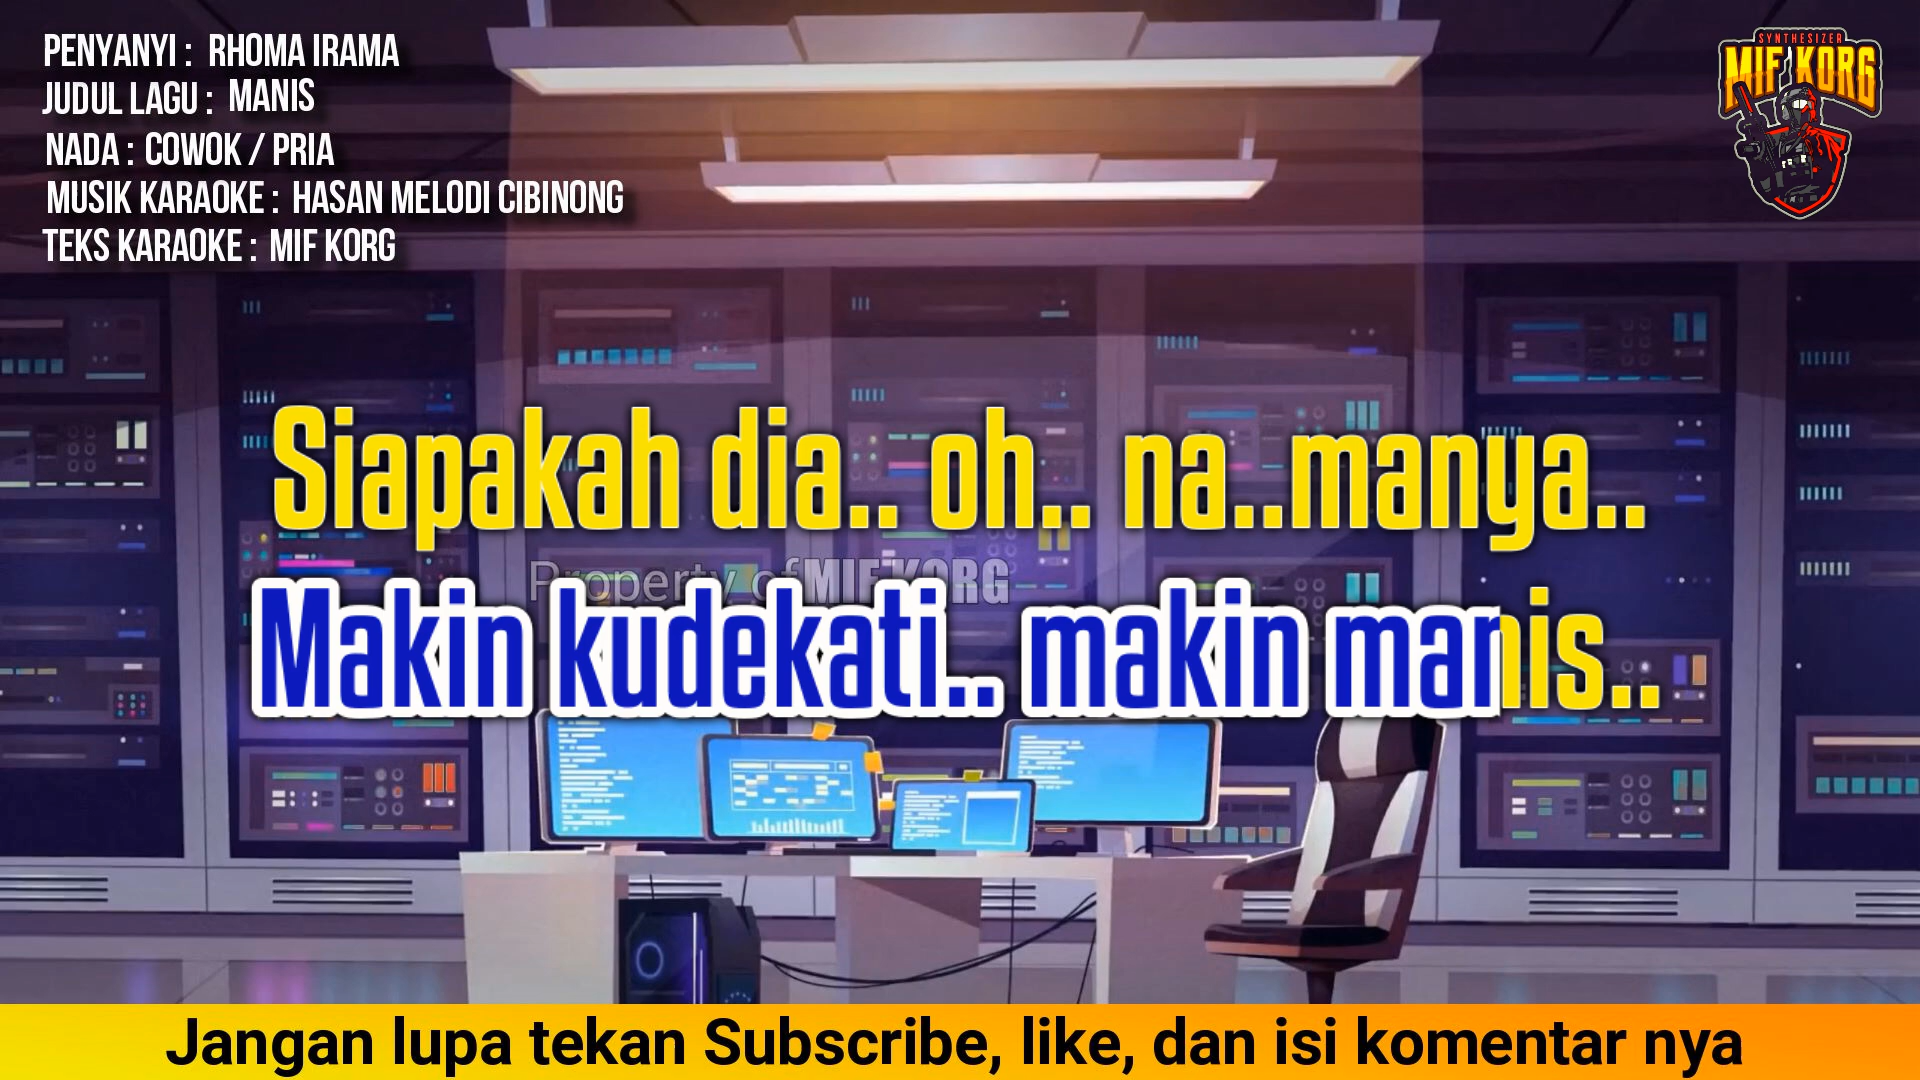 PENYANYI : RHOMA IRAMA
JUDUL LAGU : MANIS
NADA : COWOK / PRIA
MUSIK KARAOKE : HASAN MELODI CIBINONG
TEKS KARAOKE : MIF KORG
SYNTHESIZER
MIF KORG
Siapakah dia.. oh.. na..manya..
Property of MIF KORG
Makin kudekati.. makin manis..
Jangan lupa tekan Subscribe, like, dan isi komentar nya